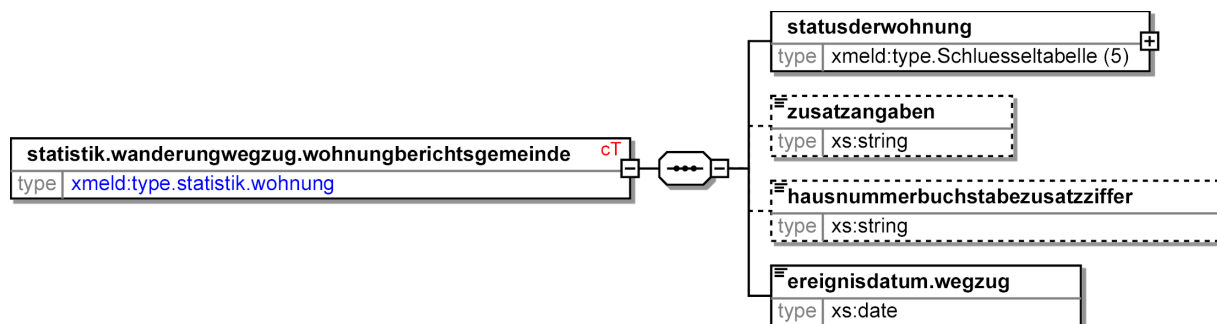 statusderwohnung
type xmeld:type.Schluesseltabelle (5)
zusatzangaben
type xs:string
statistik.wanderungwegzug.wohnungberichtsgemeinde cT
type xmeld:type.statistik.wohnung
hausnummerbuchstabezusatzziffer
type xs:string
ereignisdatum.wegzug
type xs:date